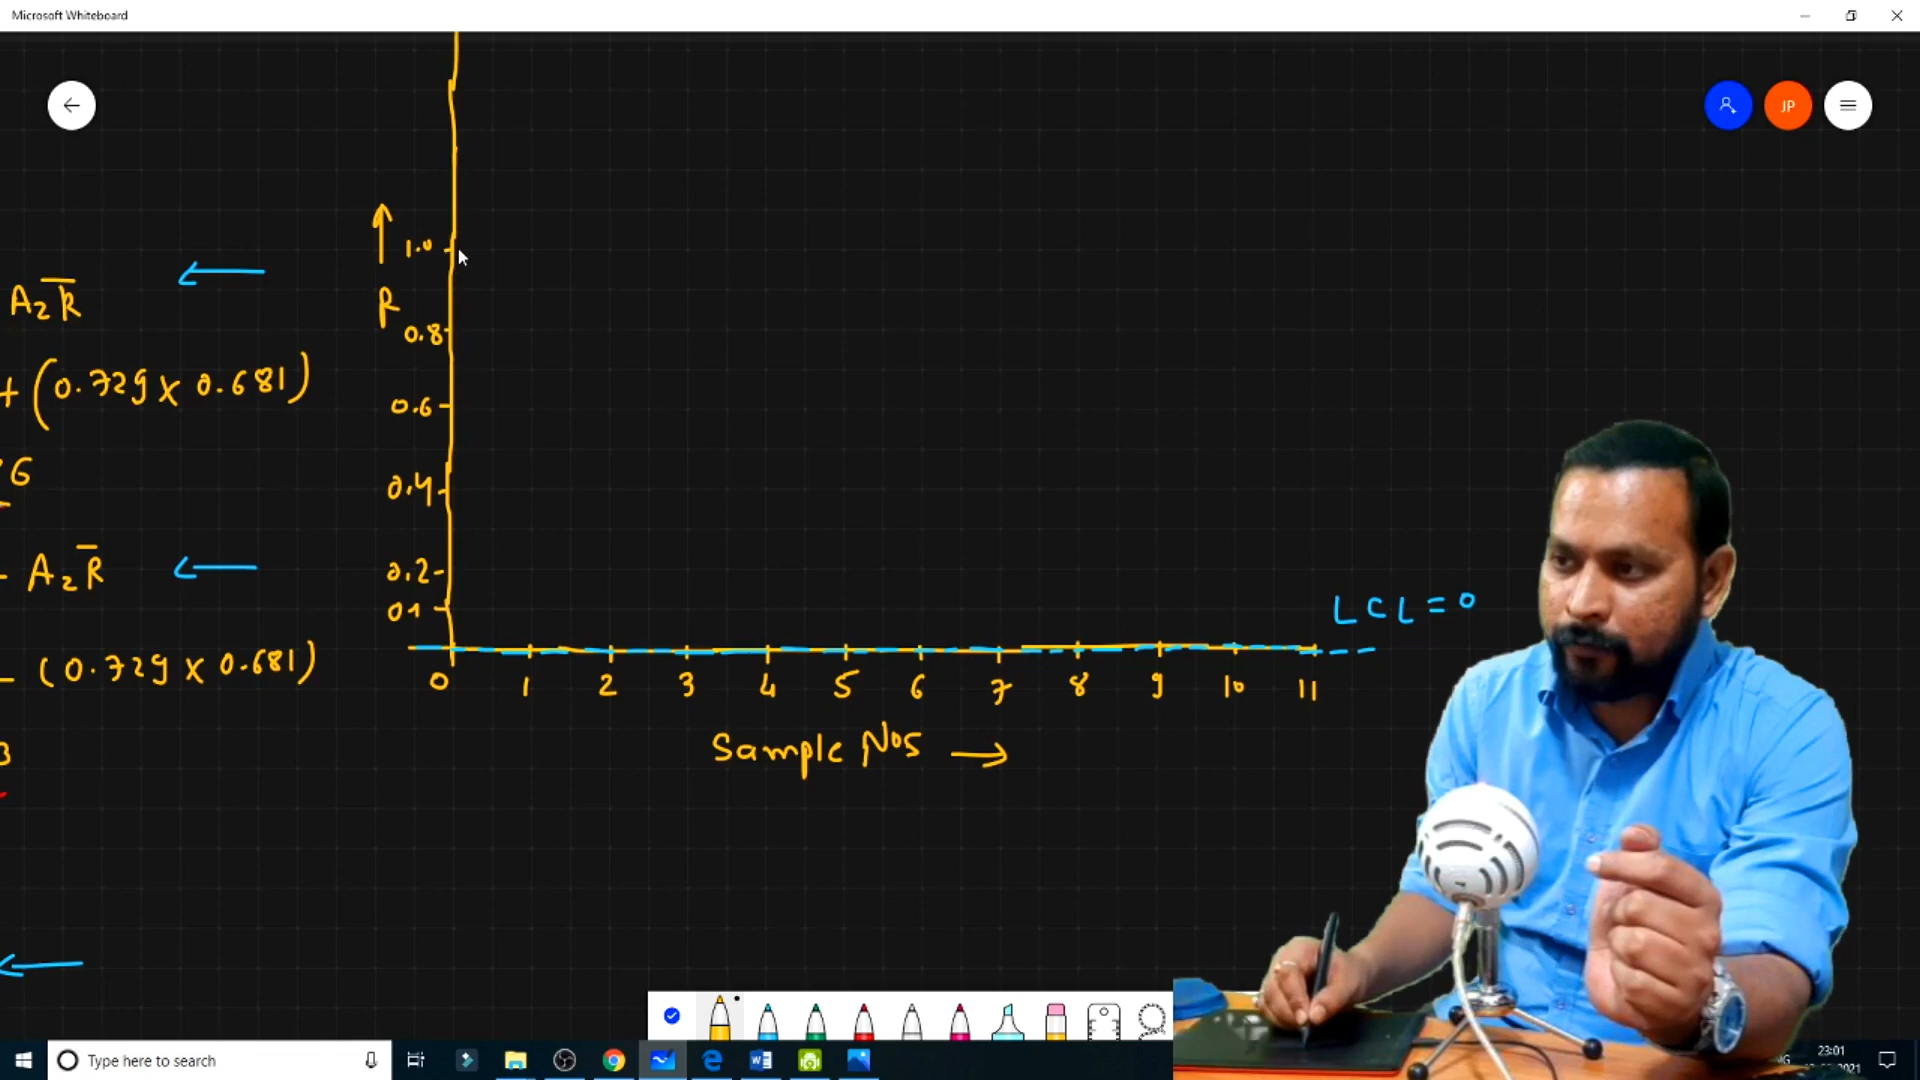 Microsoft Whiteboard
JP
A₂R̅
+ (0.729 x 0.681)
6
- A₂R̅
- (0.729 x 0.681)
1.0
R
0.8
0.6
0.4
0.2
0.1
LCL = 0
0 1 2 3 4 5 6 7 8 9 10 11
Sample Nos →
Type here to search
23:01
2021